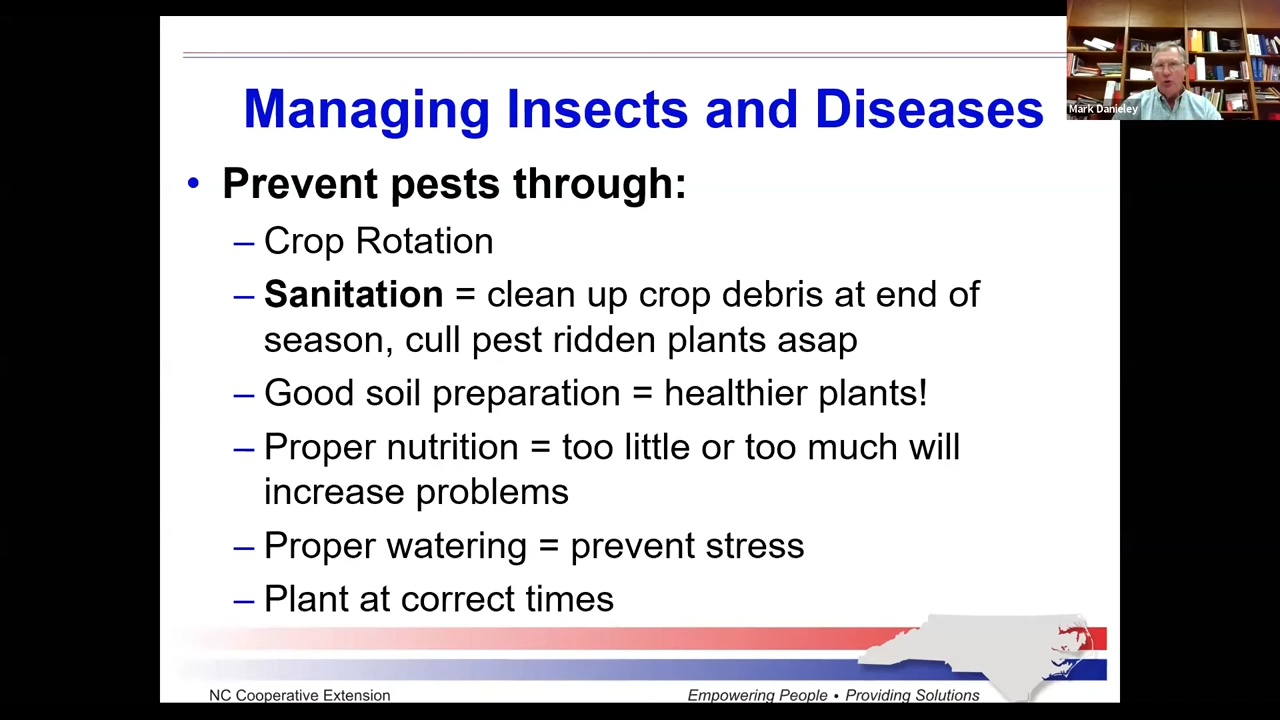 Managing Insects and Diseases
Mark Danieley
• Prevent pests through:
– Crop Rotation
– Sanitation = clean up crop debris at end of
season, cull pest ridden plants asap
– Good soil preparation = healthier plants!
– Proper nutrition = too little or too much will
increase problems
– Proper watering = prevent stress
– Plant at correct times
NC Cooperative Extension
Empowering People • Providing Solutions